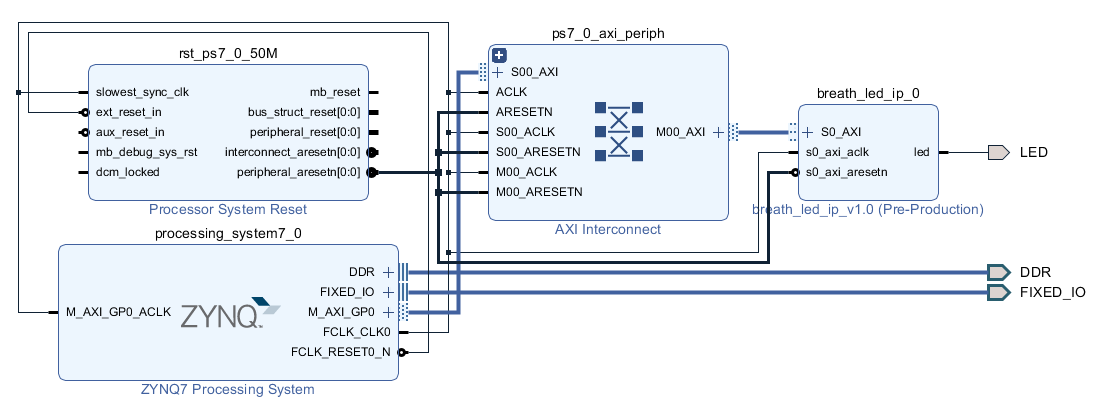 rst_ps7_0_50M
slowest_sync_clk
ext_reset_in
aux_reset_in
mb_debug_sys_rst
dcm_locked
mb_reset
bus_struct_reset[0:0]
peripheral_reset[0:0]
interconnect_aresetn[0:0]
peripheral_aresetn[0:0]
Processor System Reset
ps7_0_axi_periph
S00_AXI
ACLK
ARESETN
S00_ACLK
S00_ARESETN
M00_ACLK
M00_ARESETN
M00_AXI
AXI Interconnect
breath_led_ip_0
S0_AXI
s0_axi_aclk
s0_axi_aresetn
led
breath_led_ip_v1.0 (Pre-Production)
LED
processing_system7_0
M_AXI_GP0_ACLK
ZYNQ
DDR
FIXED_IO
M_AXI_GP0
FCLK_CLK0
FCLK_RESET0_N
ZYNQ7 Processing System
DDR
FIXED_IO